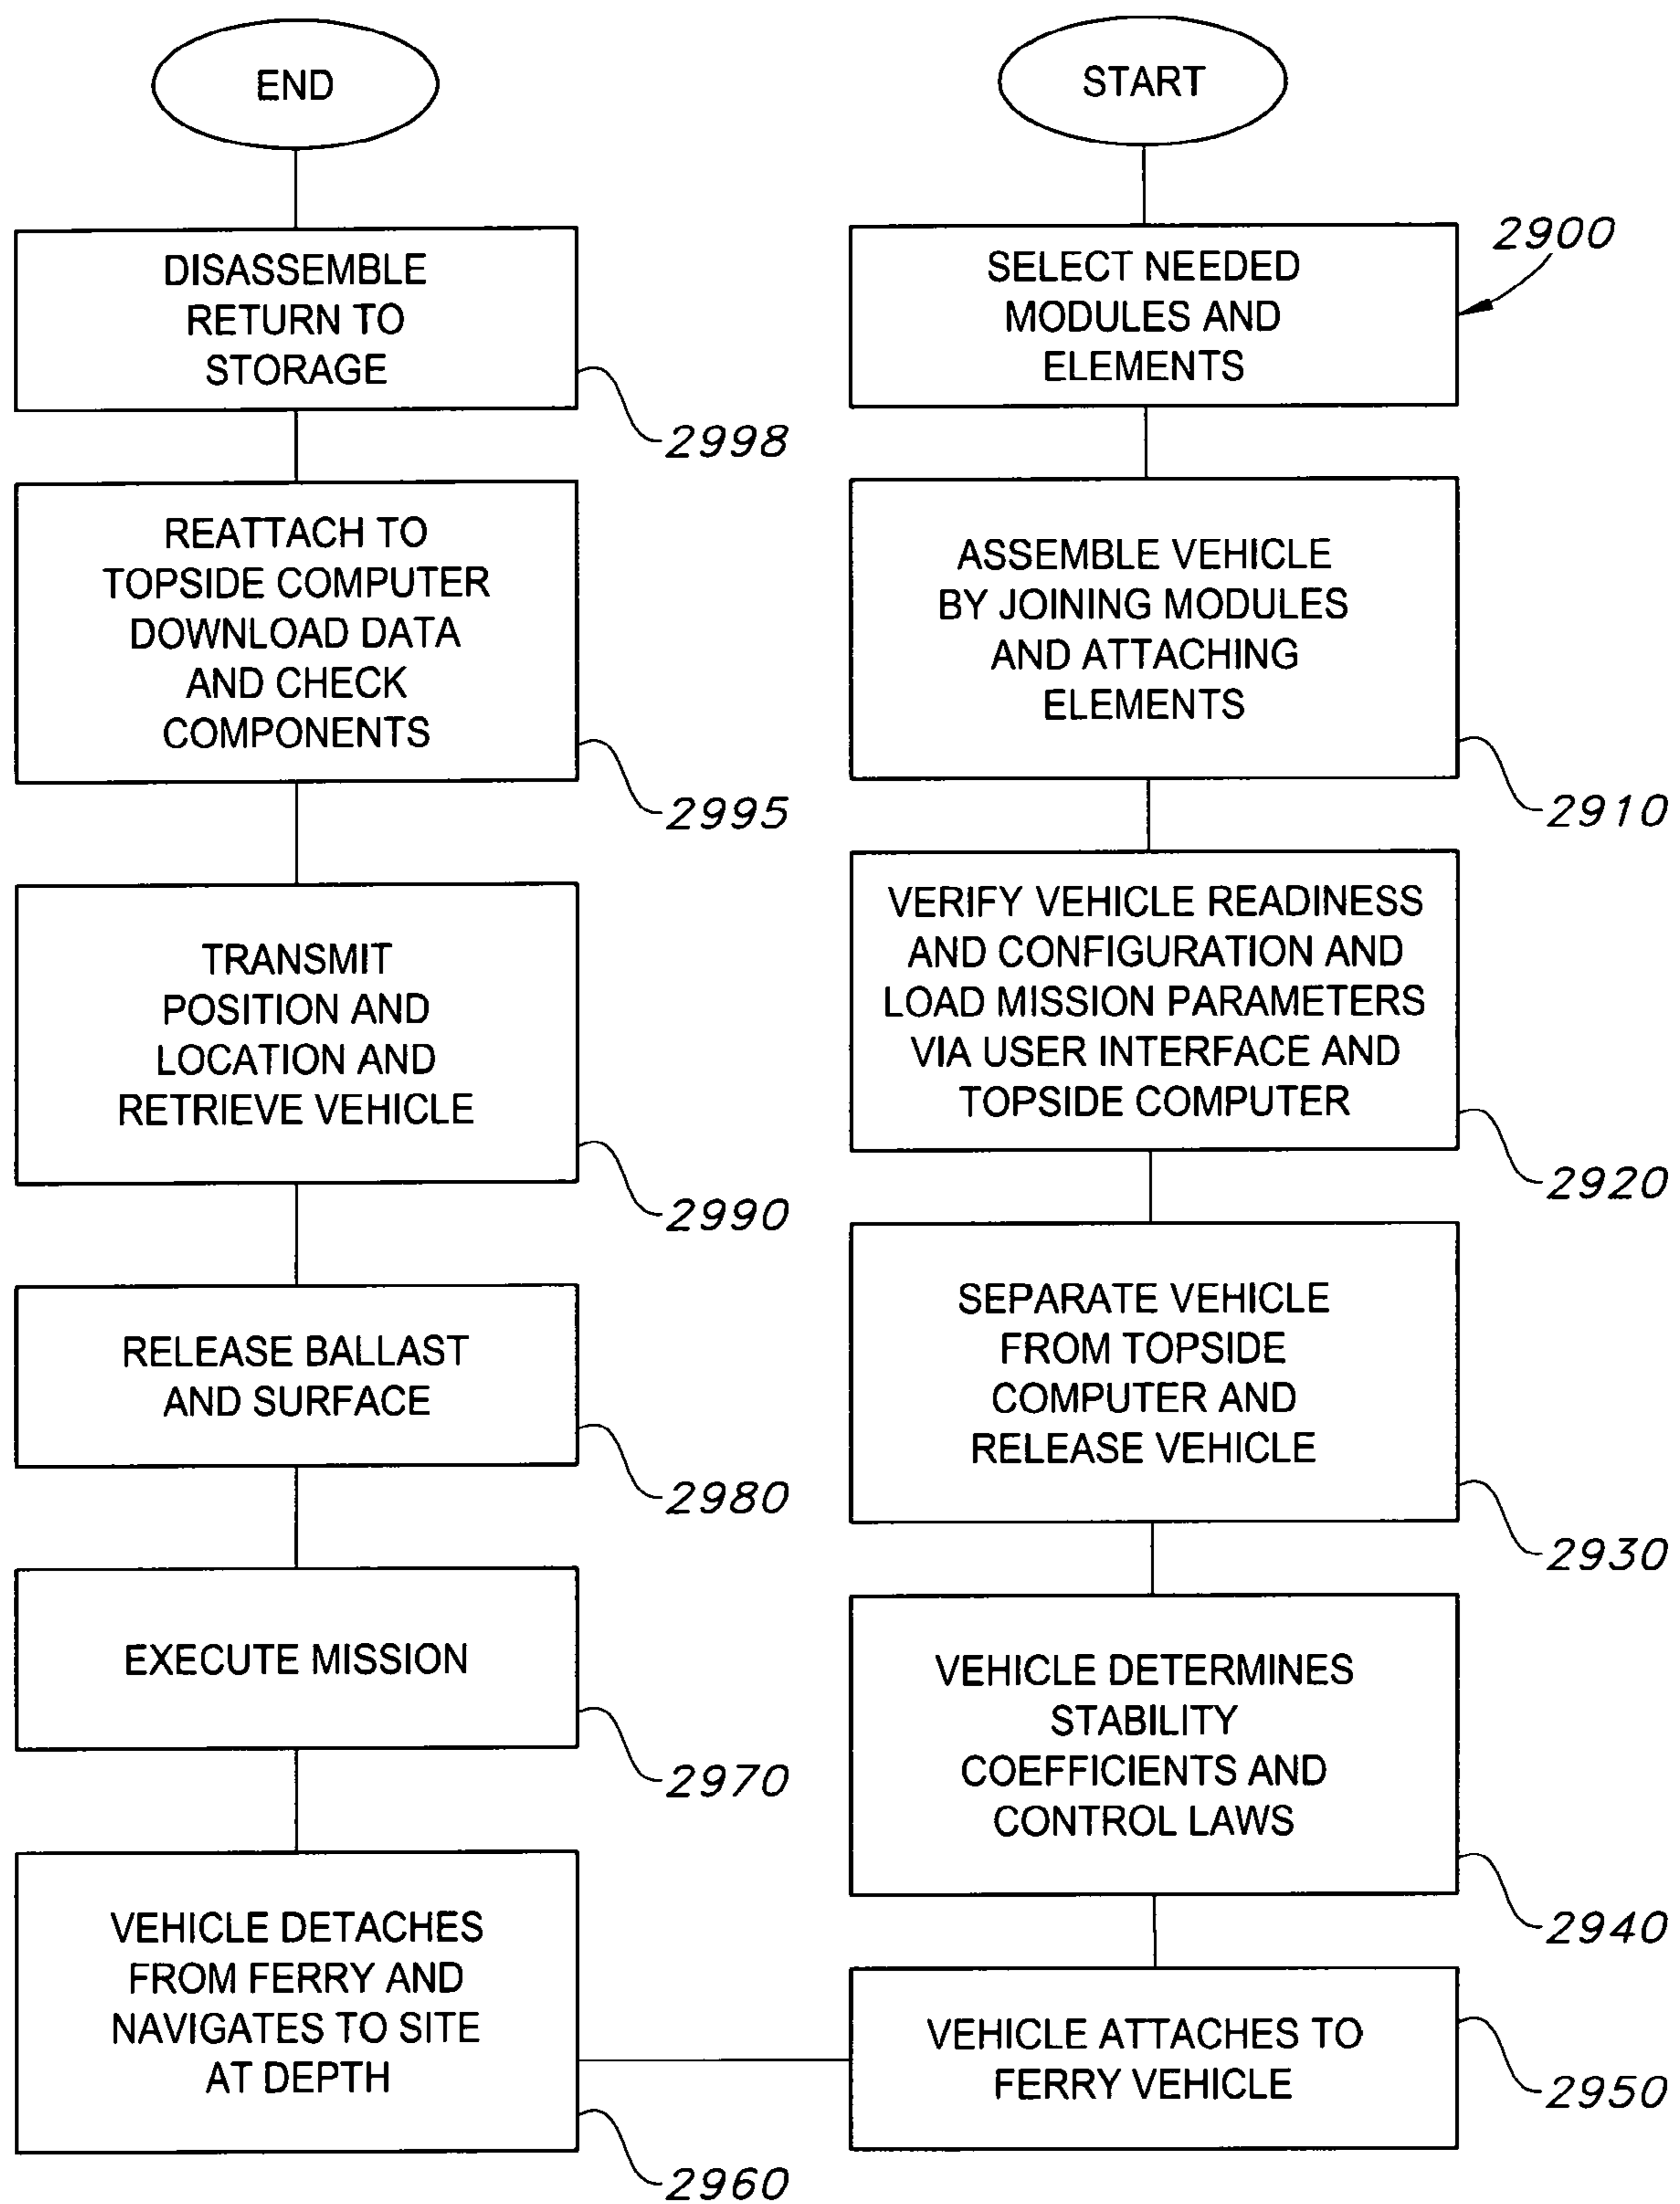 START
SELECT NEEDED
MODULES AND
ELEMENTS
2900
ASSEMBLE VEHICLE
BY JOINING MODULES
AND ATTACHING
ELEMENTS
2910
VERIFY VEHICLE READINESS
AND CONFIGURATION AND
LOAD MISSION PARAMETERS
VIA USER INTERFACE AND
TOPSIDE COMPUTER
2920
SEPARATE VEHICLE
FROM TOPSIDE
COMPUTER AND
RELEASE VEHICLE
2930
VEHICLE DETERMINES
STABILITY
COEFFICIENTS AND
CONTROL LAWS
2940
VEHICLE ATTACHES TO
FERRY VEHICLE
2950
VEHICLE DETACHES
FROM FERRY AND
NAVIGATES TO SITE
AT DEPTH
2960
EXECUTE MISSION
2970
RELEASE BALLAST
AND SURFACE
2980
TRANSMIT
POSITION AND
LOCATION AND
RETRIEVE VEHICLE
2990
REATTACH TO
TOPSIDE COMPUTER
DOWNLOAD DATA
AND CHECK
COMPONENTS
2995
DISASSEMBLE
RETURN TO
STORAGE
2998
END